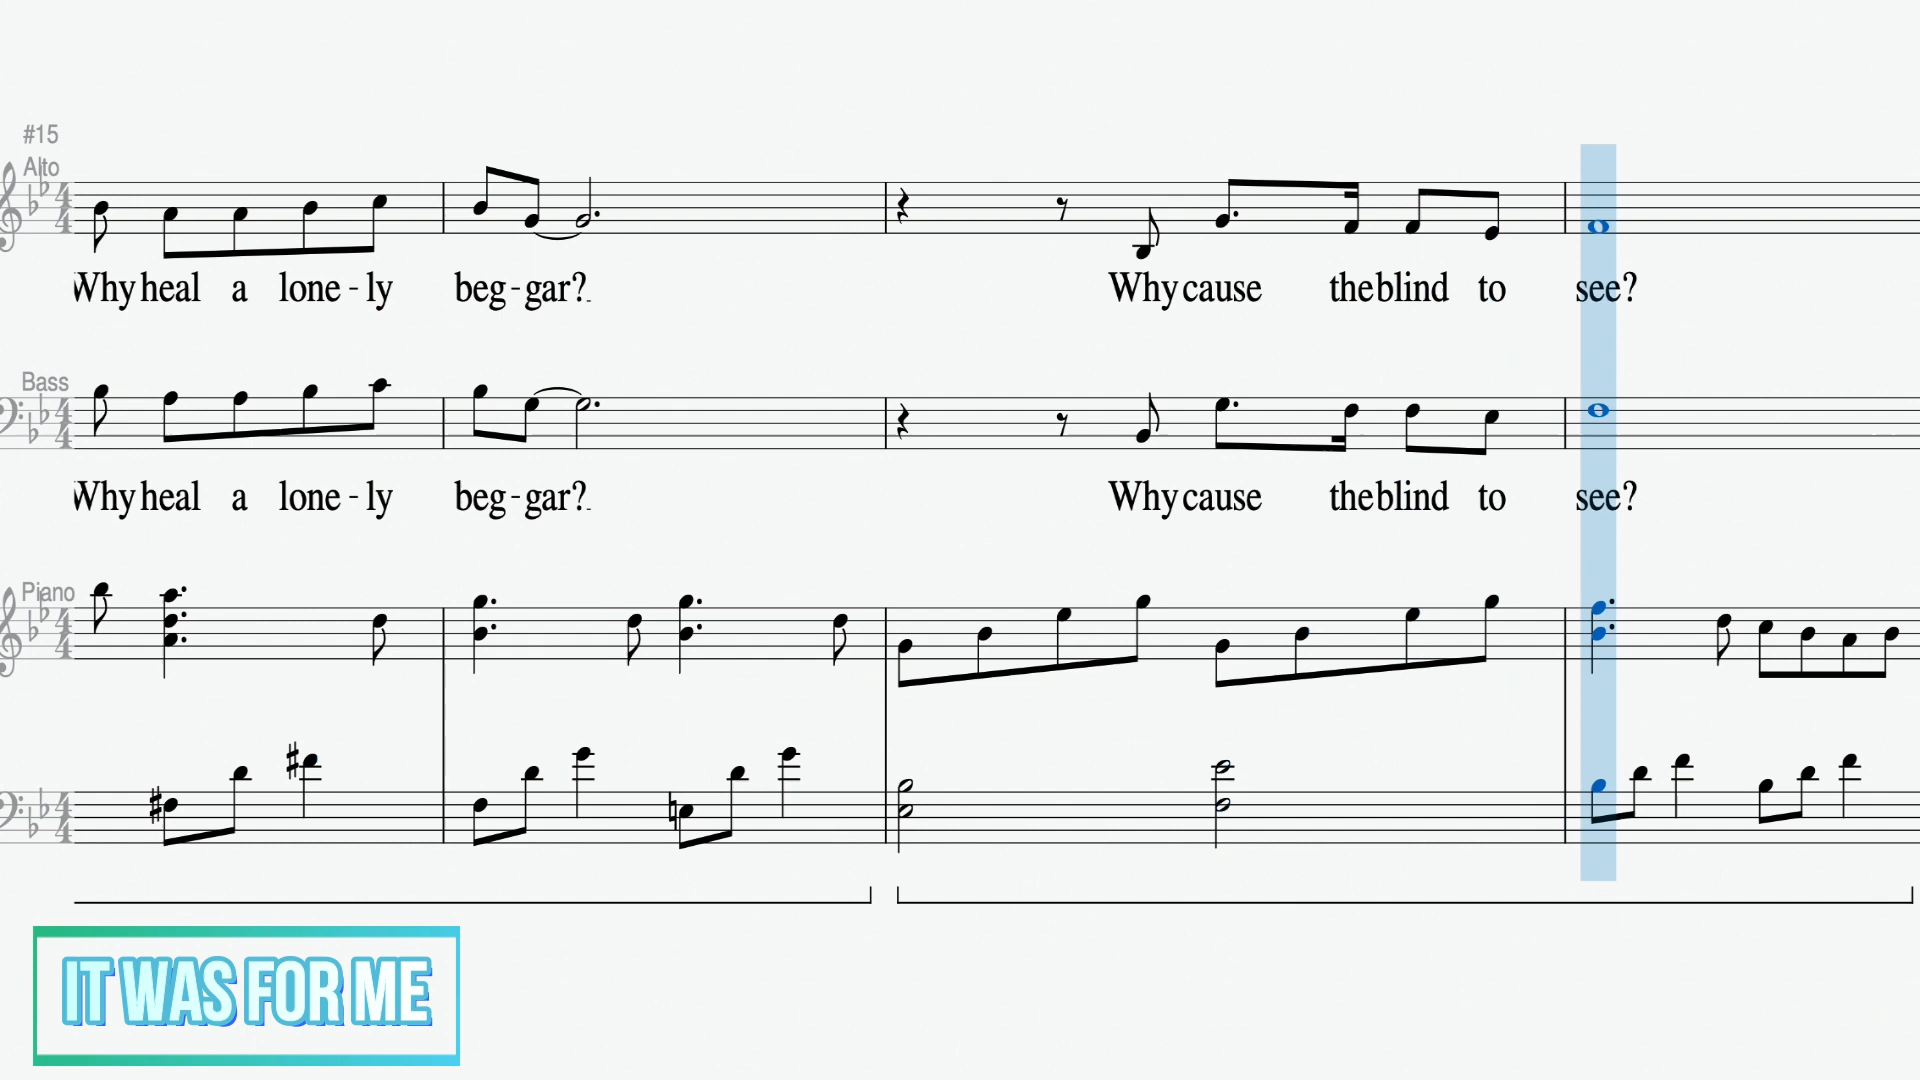 #15
Alto
Why heal a lone - ly beg - gar? Why cause the blind to see?
Bass
Why heal a lone - ly beg - gar? Why cause the blind to see?
Piano
IT WAS FOR ME